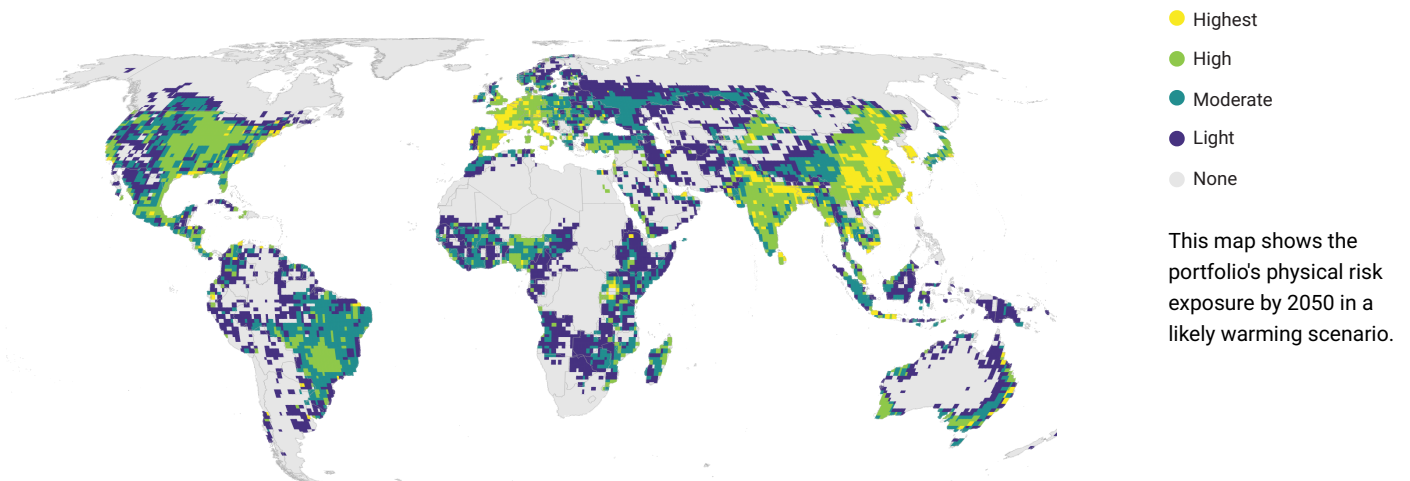 Highest
High
Moderate
Light
None
This map shows the
portfolio's physical risk
exposure by 2050 in a
likely warming scenario.